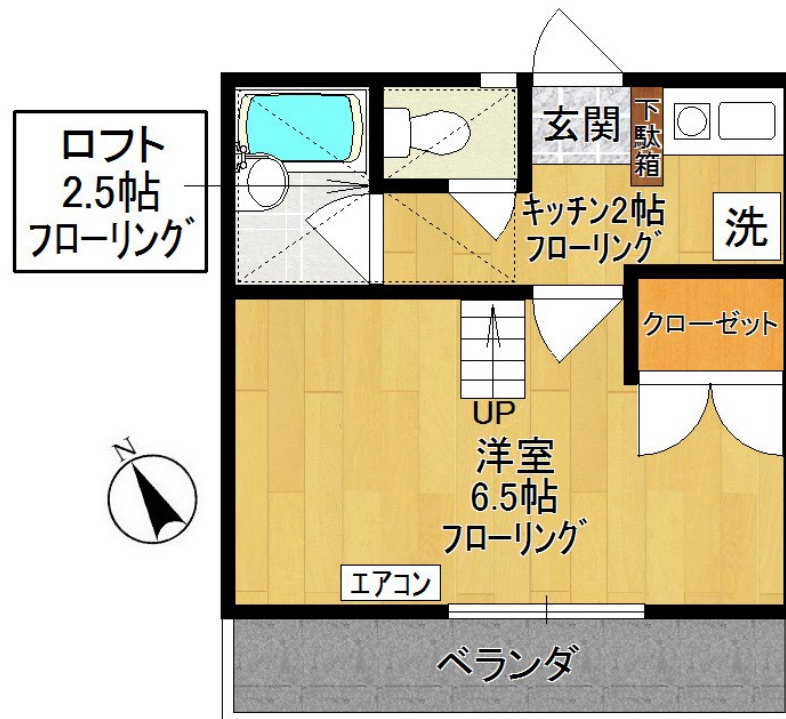 ロフト
2.5帖
フローリング
玄関
下駄箱
キッチン2帖
フローリング
洗
クローゼット
N
UP
洋室
6.5帖
フローリング
エアコン
ベランダ